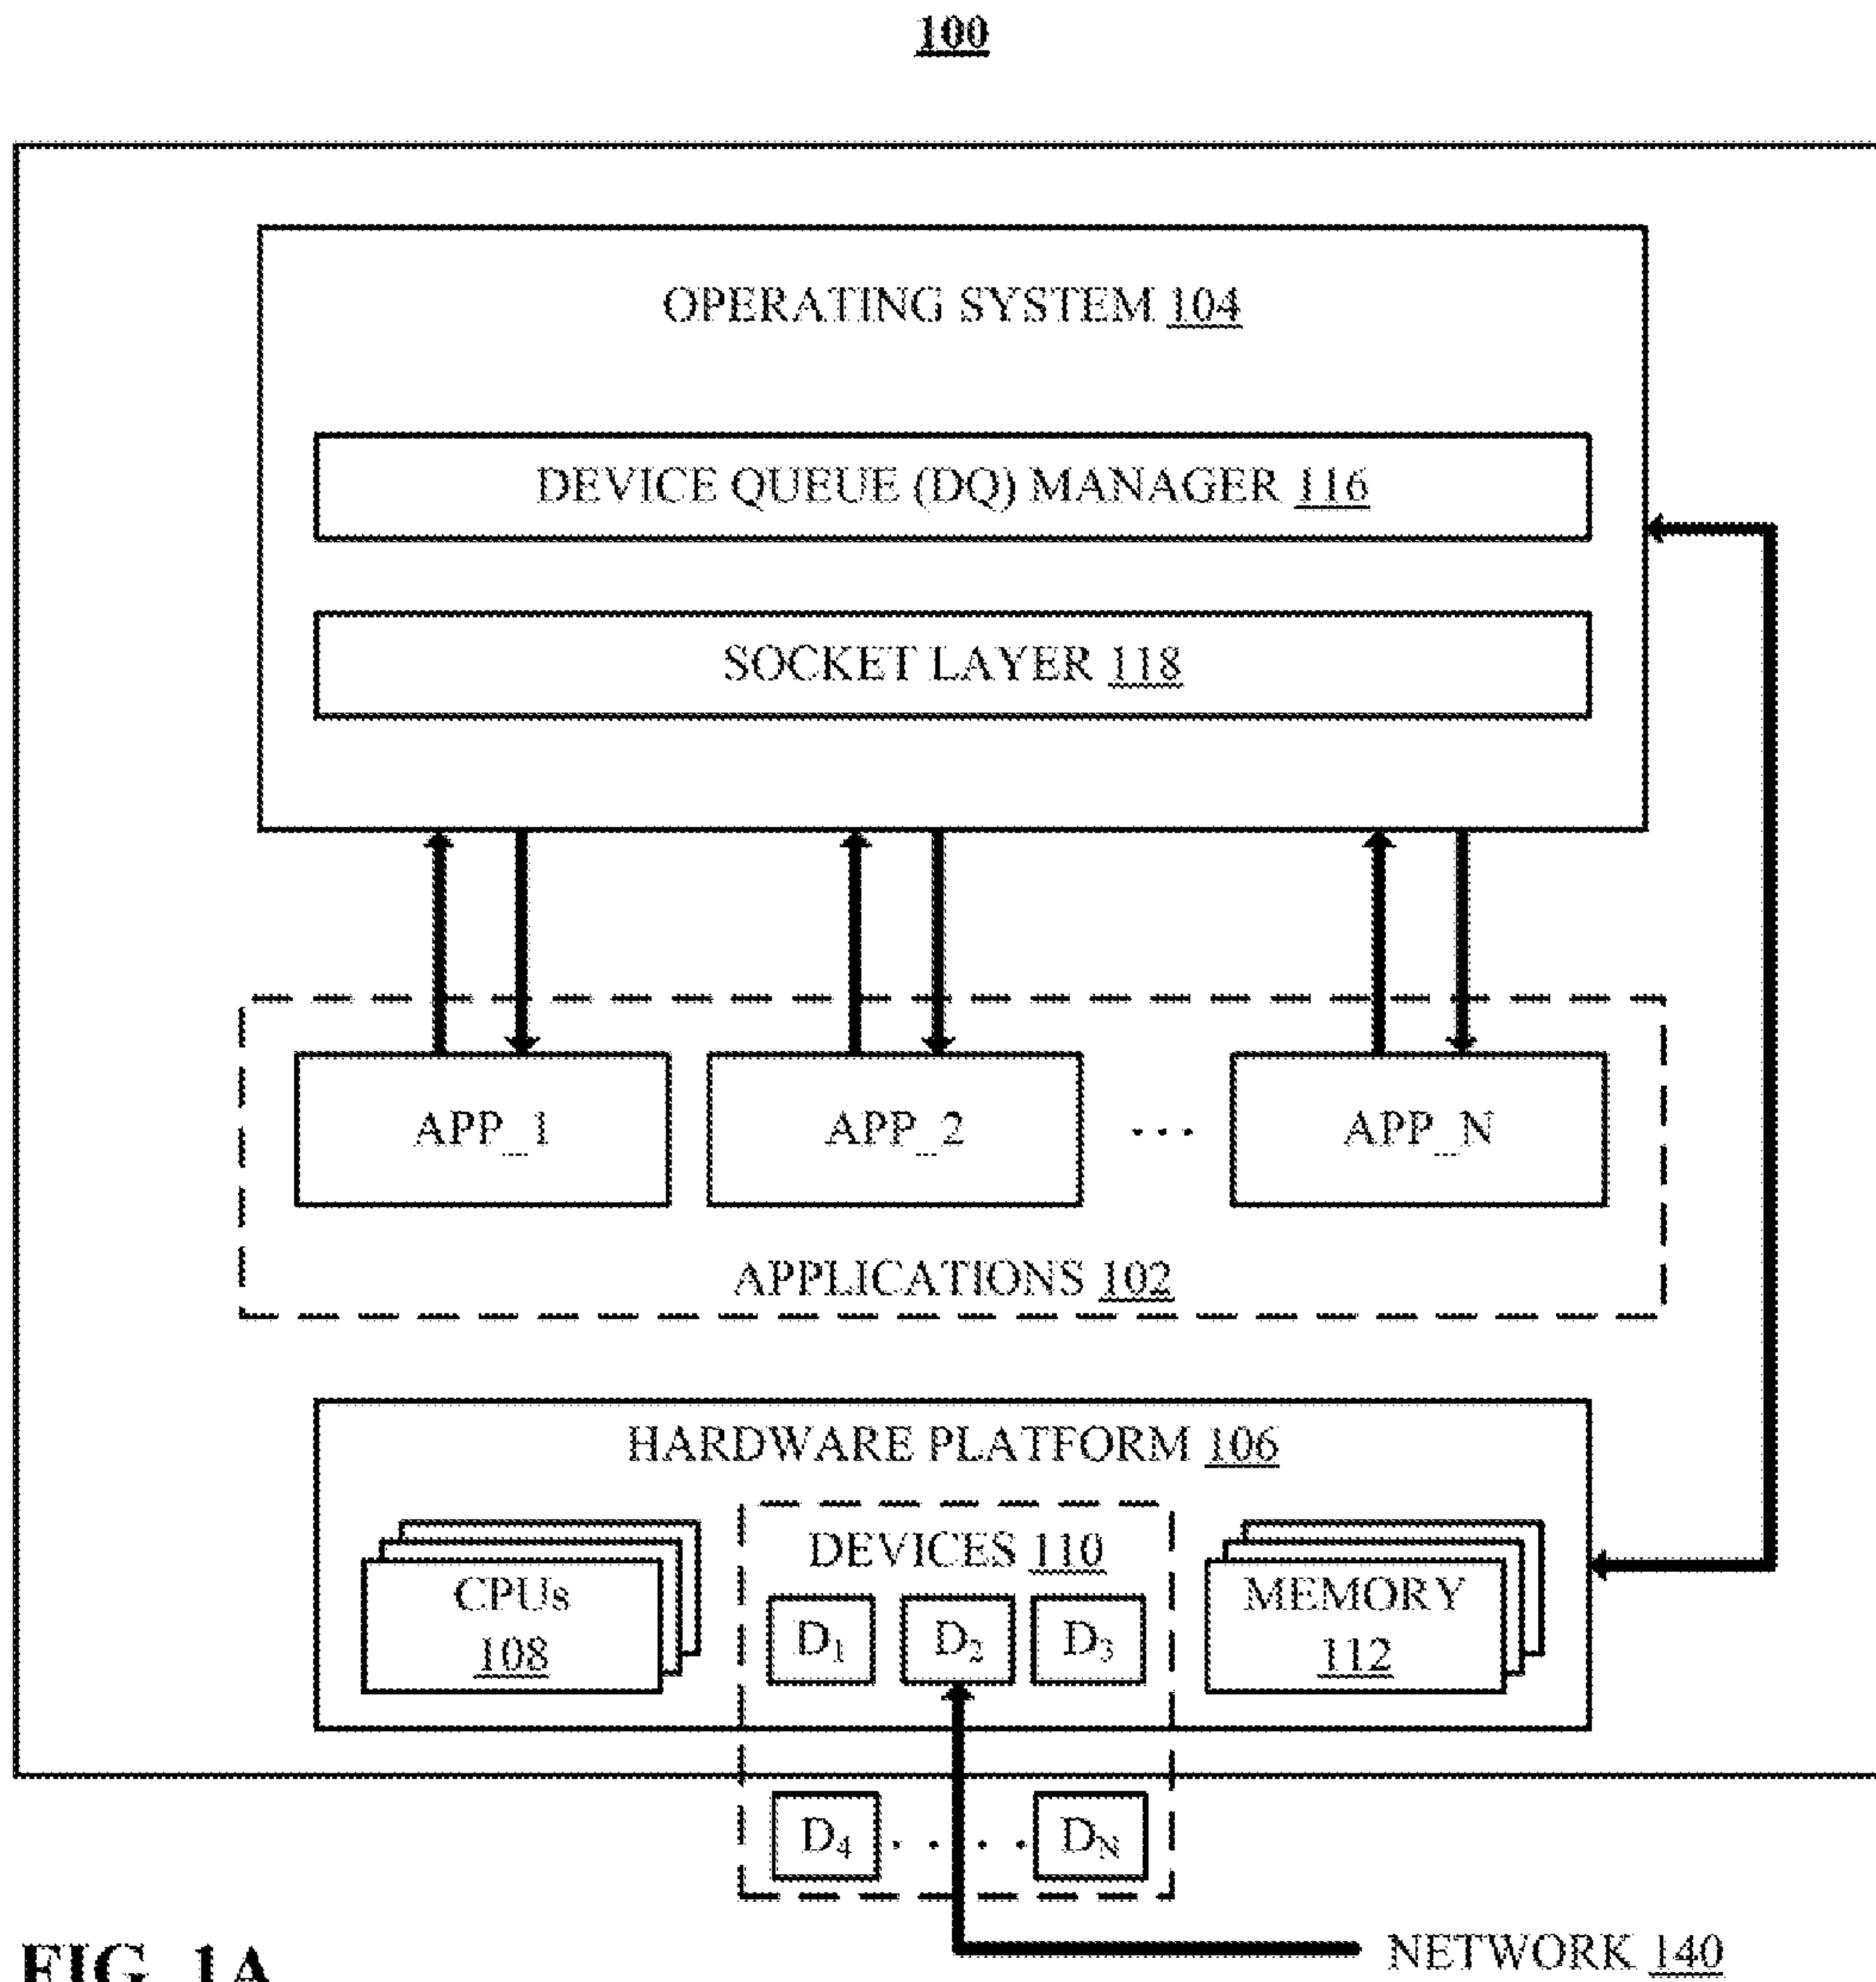 100
OPERATING SYSTEM 104
DEVICE QUEUE (DQ) MANAGER 116
SOCKET LAYER 118
APP_1 APP_2 ... APP_N
APPLICATIONS 102
HARDWARE PLATFORM 106
DEVICES 110
CPUs MEMORY
D1 D2 D3
108 112
D4 . . . . . DN
NETWORK 140
FIG. 1A